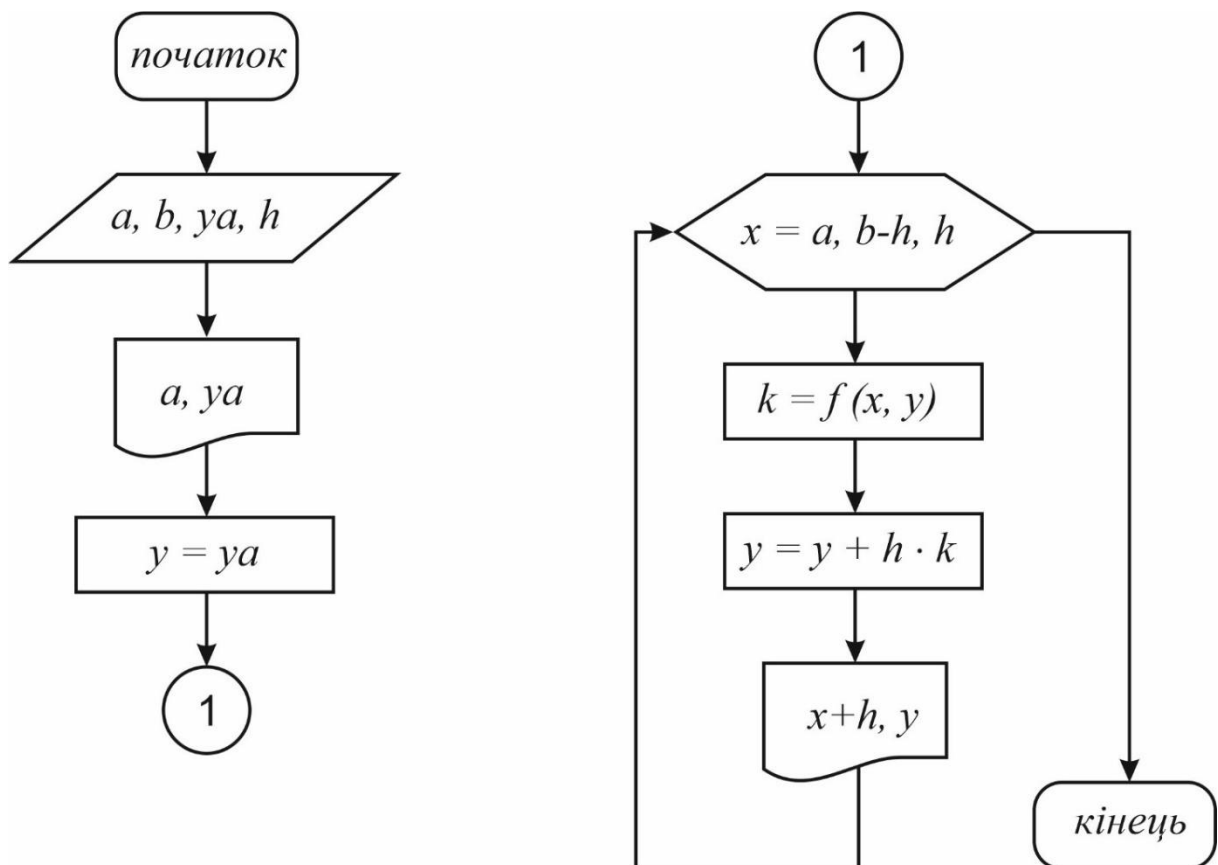 початок
a, b, ya, h
a, ya
y = ya
1
1
x = a, b-h, h
k = f (x, y)
y = y + h · k
x+h, y
кінець